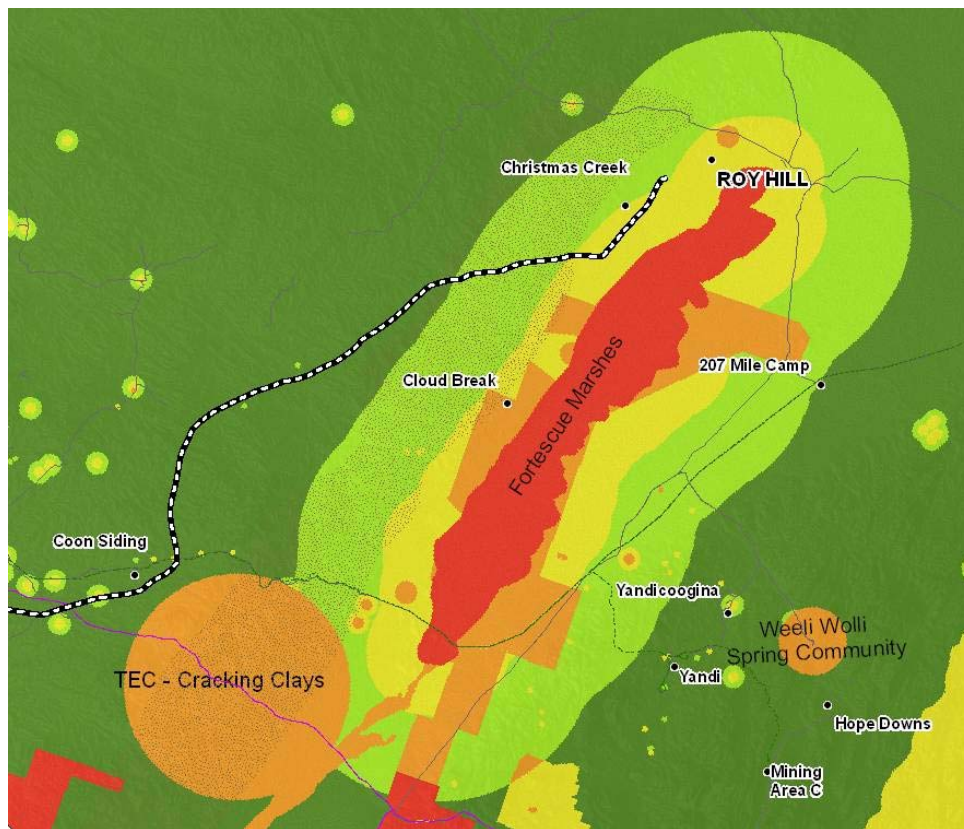 Christmas Creek
ROY HILL
207 Mile Camp
Cloud Break
Fortescue Marshes
Coon Siding
Yandicoogina
Weeli Wolli
Spring Community
TEC - Cracking Clays
Yandi
Hope Downs
Mining
Area C